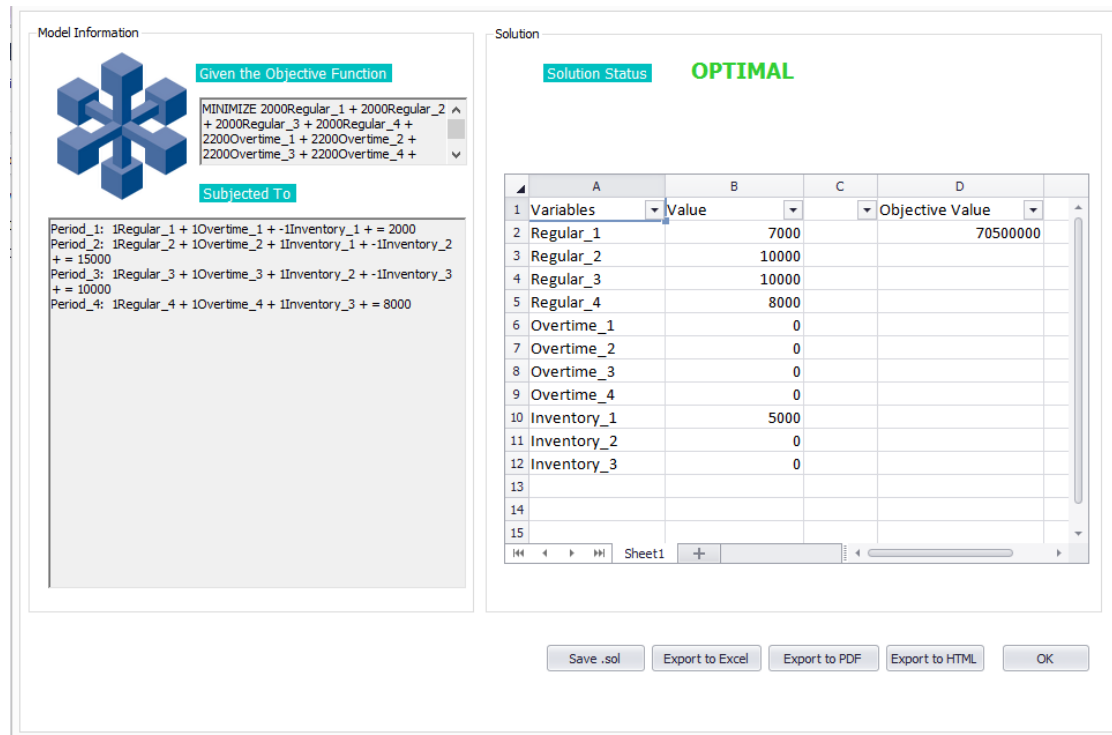 Model Information
Given the Objective Function
MINIMIZE 2000Regular_1 + 2000Regular_2
+ 2000Regular_3 + 2000Regular_4 +
2200Overtime_1 + 2200Overtime_2 +
2200Overtime_3 + 2200Overtime_4 +
Subjected To
Period_1: 1Regular_1 + 1Overtime_1 + -1Inventory_1 + = 2000
Period_2: 1Regular_2 + 1Overtime_2 + 1Inventory_1 + -1Inventory_2
+ = 15000
Period_3: 1Regular_3 + 1Overtime_3 + 1Inventory_2 + -1Inventory_3
+ = 10000
Period_4: 1Regular_4 + 1Overtime_4 + 1Inventory_3 + = 8000
Solution
Solution Status OPTIMAL
A B C D
1 Variables Value Objective Value
2 Regular_1 7000 70500000
3 Regular_2 10000
4 Regular_3 10000
5 Regular_4 8000
6 Overtime_1 0
7 Overtime_2 0
8 Overtime_3 0
9 Overtime_4 0
10 Inventory_1 5000
11 Inventory_2 0
12 Inventory_3 0
13
14
15
Sheet1
Save .sol Export to Excel Export to PDF Export to HTML OK